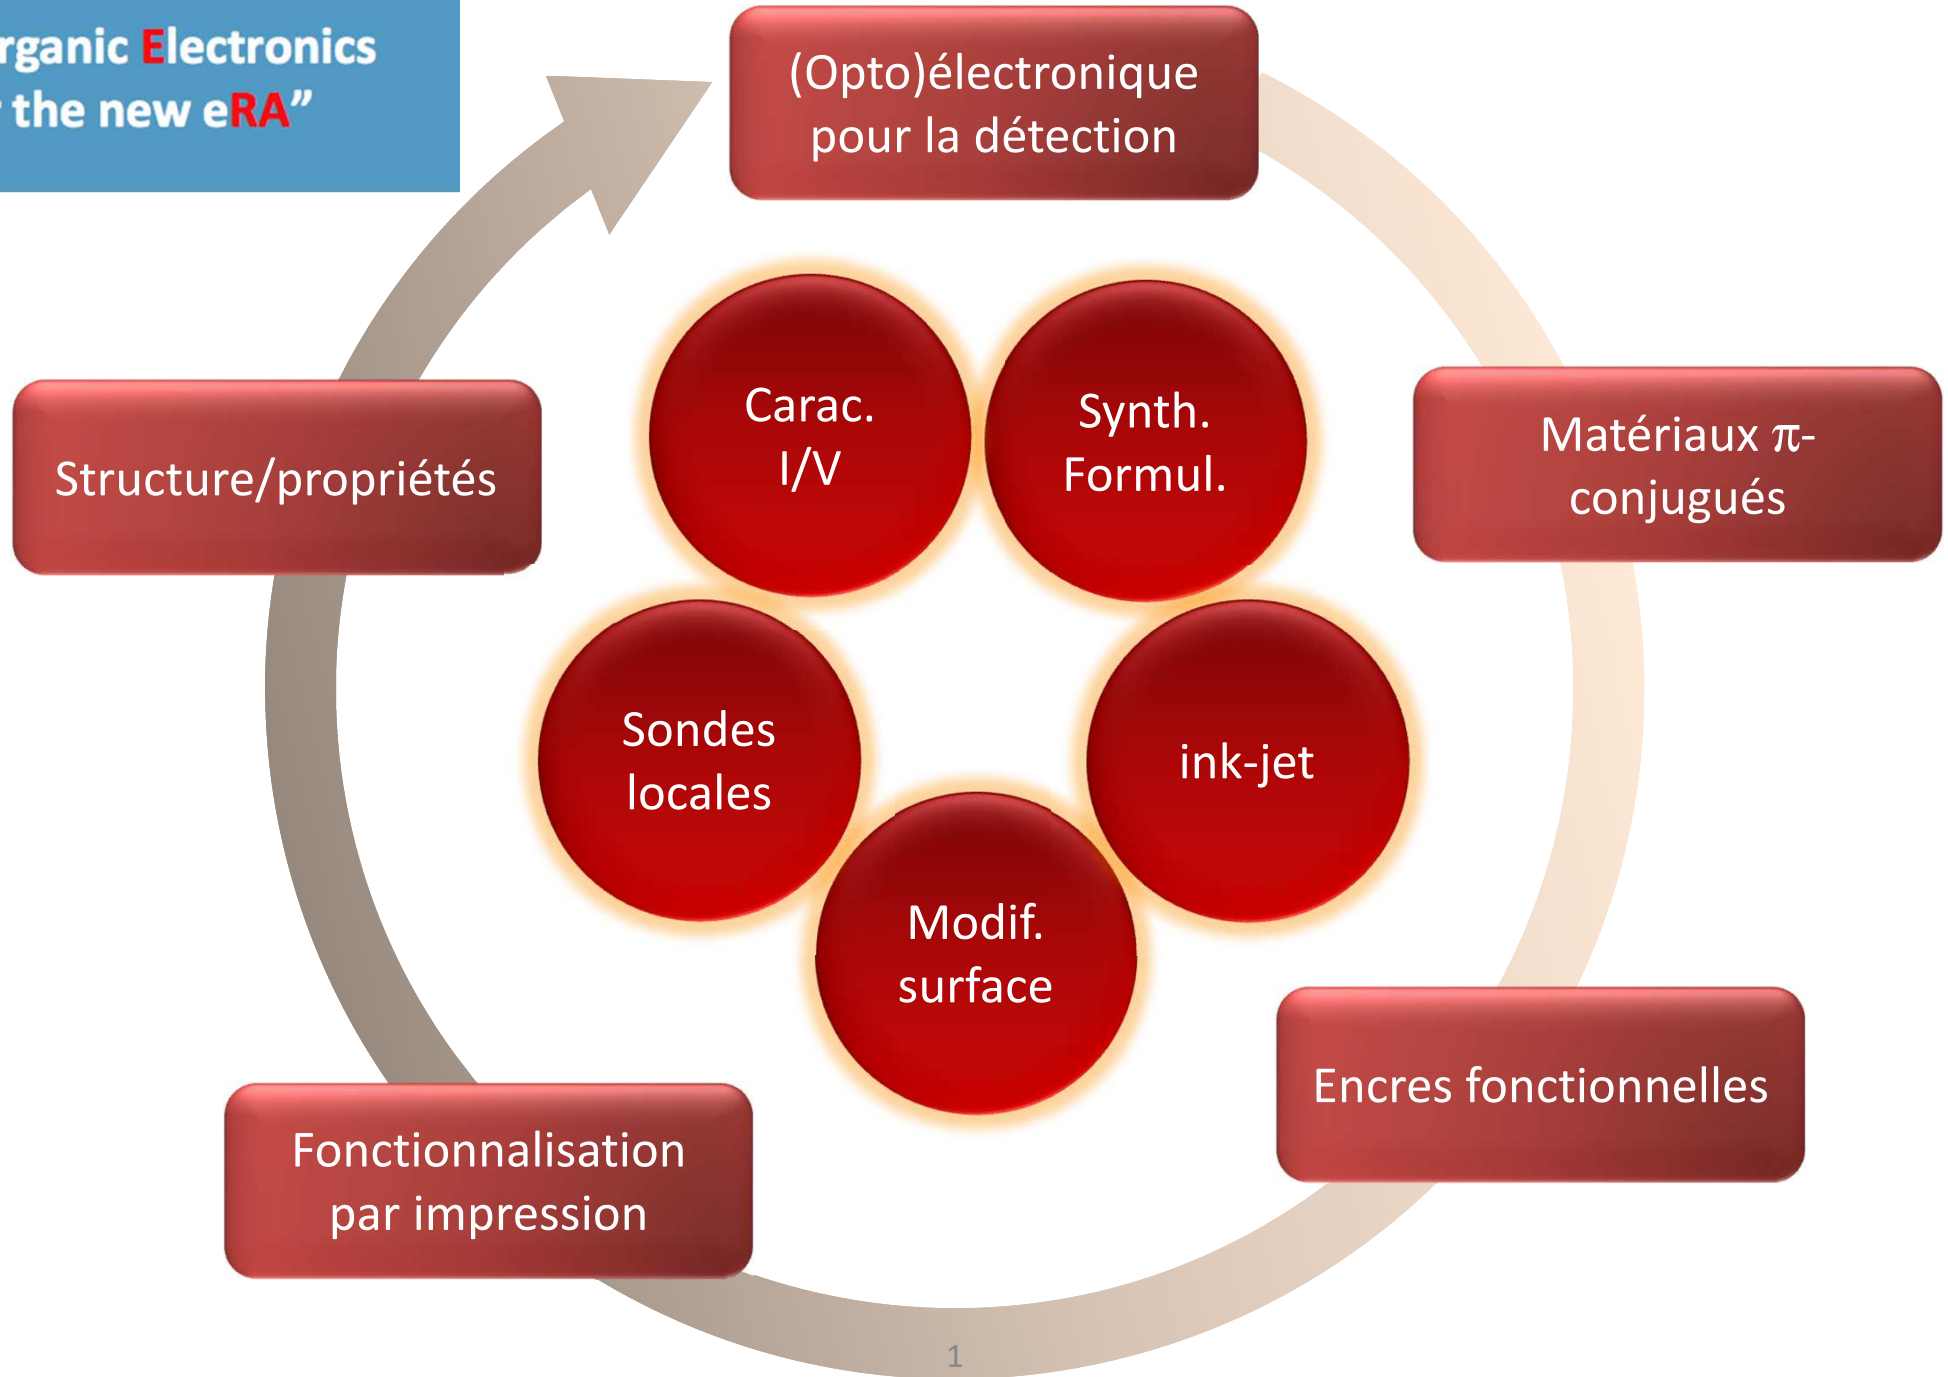 Electronics
the new eRA”
(Opto)électronique
pour la détection
Carac.
I/V
Synth.
Formul.
Structure/propriétés
Matériaux π-
conjugués
Sondes
locales
ink-jet
Modif.
surface
Encres fonctionnelles
Fonctionnalisation
par impression
1